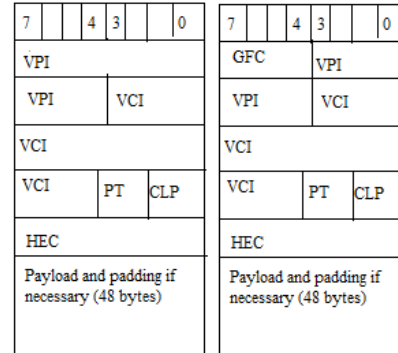 7 4 3 0
VPI
VPI VCI
VCI
VCI PT CLP
HEC
Payload and padding if
necessary (48 bytes)
7 4 3 0
GFC VPI
VPI VCI
VCI
VCI PT CLP
HEC
Payload and padding if
necessary (48 bytes)